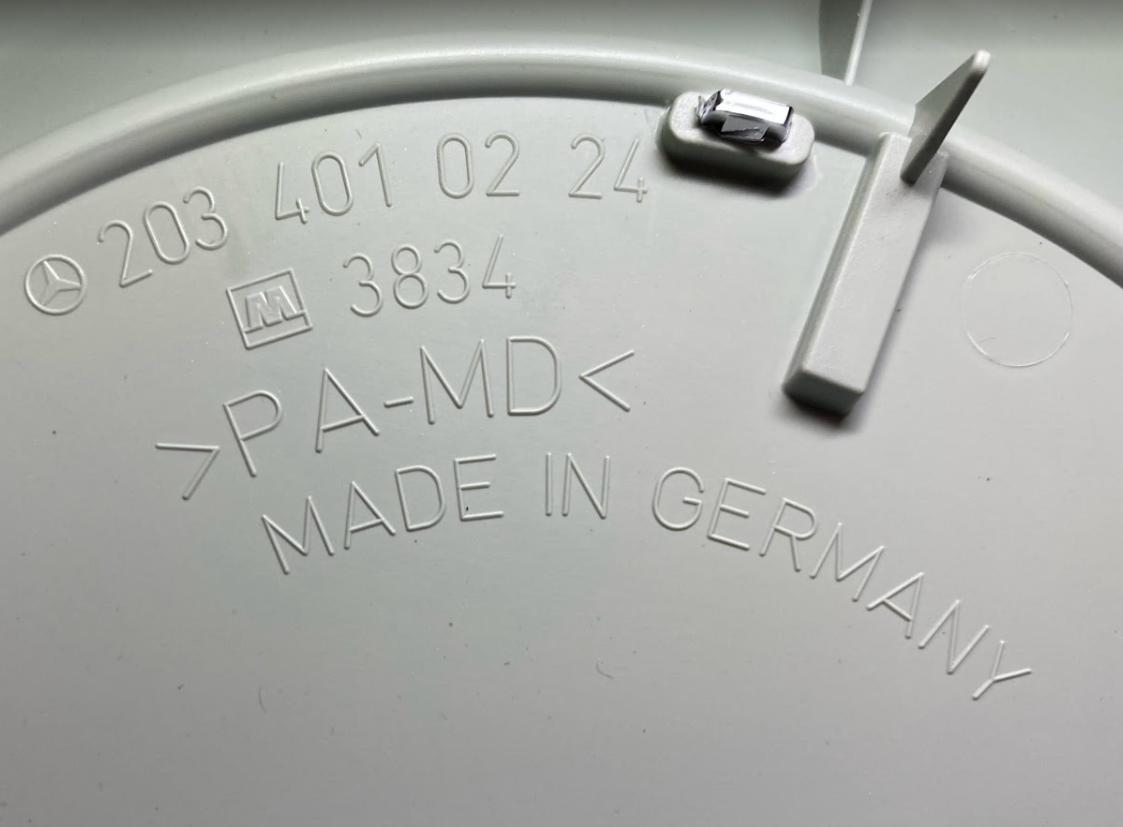 203 401 02 24
M 3834
>PA-MD<
MADE IN GERMANY